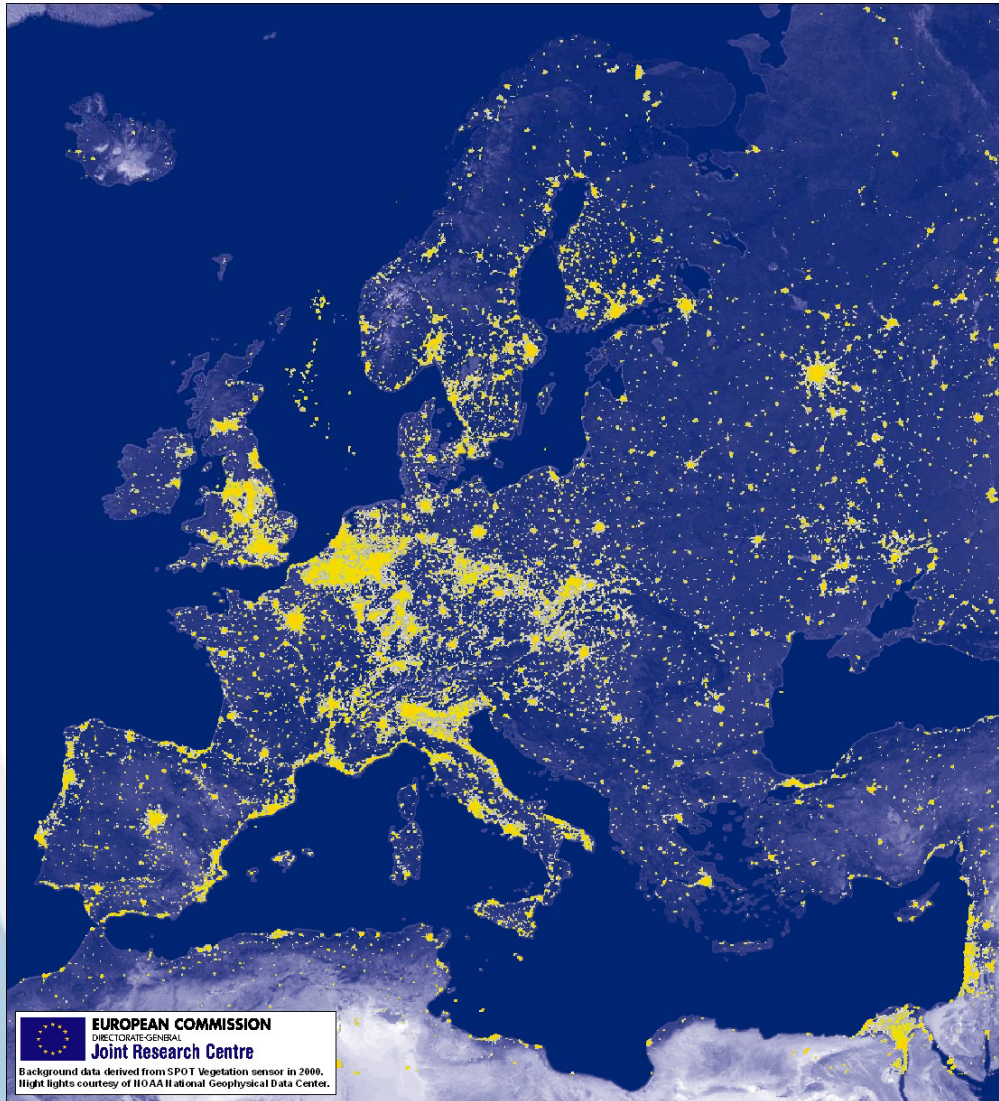 EUROPEAN COMMISSION
DIRECTORATE-GENERAL
Joint Research Centre
Background data derived from SPOT Vegetation sensor in 2000.
Night lights courtesy of NOAA National Geophysical Data Center.